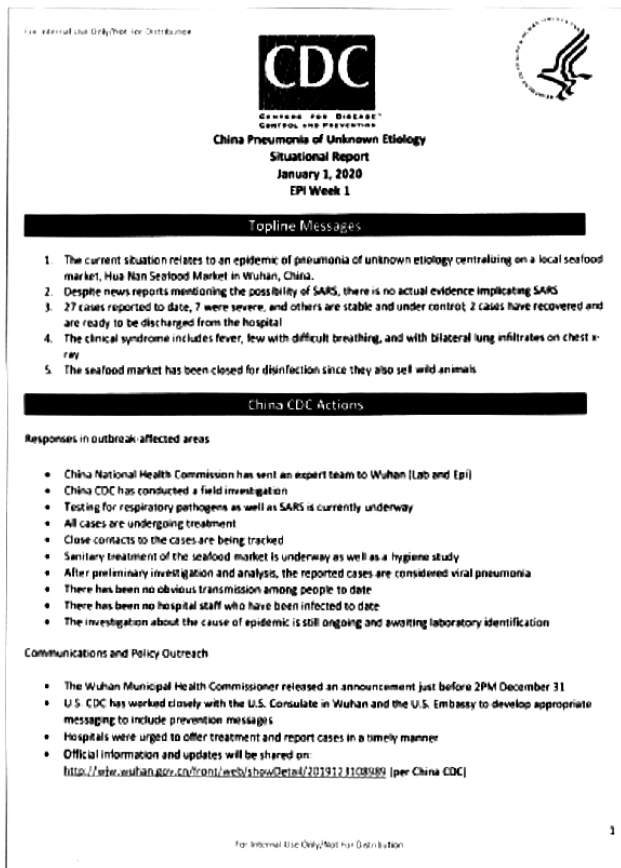 For Internal Use Only/Not For Distribution
CDC
CENTERS FOR DISEASE™
CONTROL AND PREVENTION
China Pneumonia of Unknown Etiology
Situational Report
January 1, 2020
EPI Week 1
Topline Messages
1. The current situation relates to an epidemic of pneumonia of unknown etiology centralizing on a local seafood
market, Hua Nan Seafood Market in Wuhan, China.
2. Despite news reports mentioning the possibility of SARS, there is no actual evidence implicating SARS
3. 27 cases reported to date, 7 were severe, and others are stable and under control; 2 cases have recovered and
are ready to be discharged from the hospital
4. The clinical syndrome includes fever, few with difficult breathing, and with bilateral lung infiltrates on chest x-
ray
5. The seafood market has been closed for disinfection since they also sell wild animals
China CDC Actions
Responses in outbreak-affected areas
• China National Health Commission has sent an expert team to Wuhan (Lab and Epi)
• China CDC has conducted a field investigation
• Testing for respiratory pathogens as well as SARS is currently underway
• All cases are undergoing treatment
• Close contacts to the cases are being tracked
• Sanitary treatment of the seafood market is underway as well as a hygiene study
• After preliminary investigation and analysis, the reported cases are considered viral pneumonia
• There has been no obvious transmission among people to date
• There has been no hospital staff who have been infected to date
• The investigation about the cause of epidemic is still ongoing and awaiting laboratory identification
Communications and Policy Outreach
• The Wuhan Municipal Health Commissioner released an announcement just before 2PM December 31
• U.S. CDC has worked closely with the U.S. Consulate in Wuhan and the U.S. Embassy to develop appropriate
messaging to include prevention messages
• Hospitals were urged to offer treatment and report cases in a timely manner
• Official information and updates will be shared on:
http://wjw.wuhan.gov.cn/front/web/showDetail/2019123108989 (per China CDC)
1
For Internal Use Only/Not For Distribution